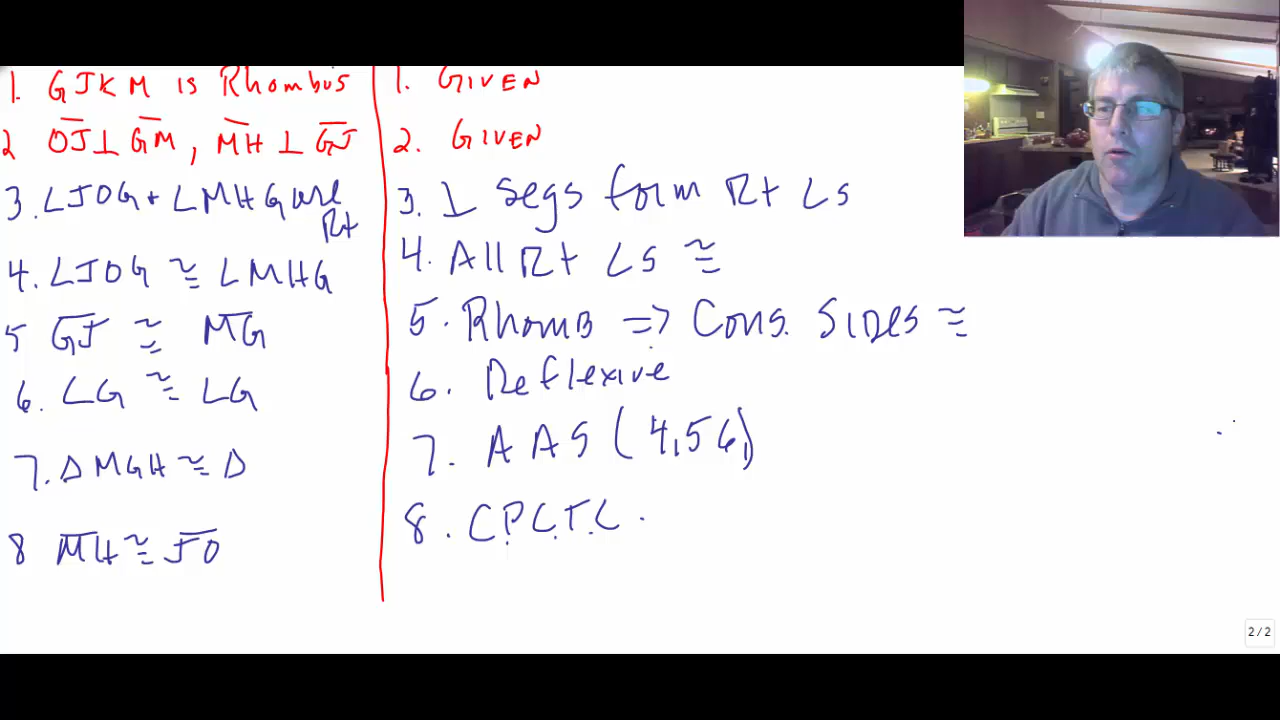 1. GJKM is Rhombus 1. GIVEN
2 OJ ⊥ GM, MH ⊥ GJ 2. GIVEN
3. ∠JOG + ∠MHG are Rt 3. ⊥ segs form Rt ∠s
4. ∠JOG ≅ ∠MHG 4. All Rt ∠s ≅
5 GJ ≅ MG 5. RhomB => Cons. Sides ≅
6. ∠G ≅ ∠G 6. Reflexive
7. Δ MGH ≅ Δ 7. AAS (4,5 6,)
8 MH ≅ JO 8. C.P.C.T.C.
2/2